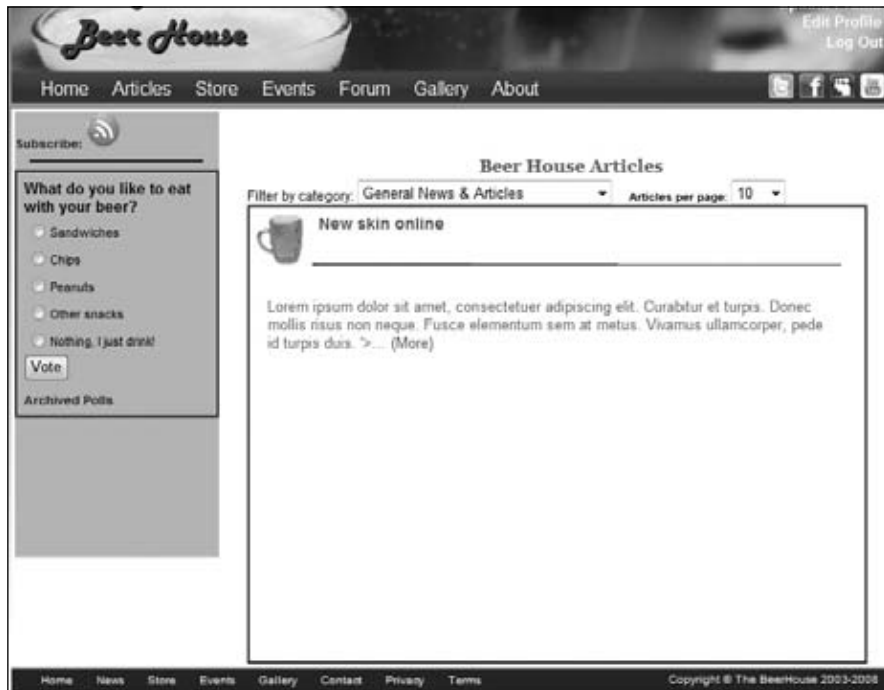 Beer House
Edit Profile
Log Out
Home Articles Store Events Forum Gallery About
Subscribe:
What do you like to eat
with your beer?
Sandwiches
Chips
Peanuts
Other snacks
Nothing, I just drink!
Vote
Archived Polls
Beer House Articles
Filter by category: General News & Articles Articles per page: 10
New skin online
Lorem ipsum dolor sit amet, consectetuer adipiscing elit. Curabitur et turpis. Donec
mollis risus non neque. Fusce elementum sem at metus. Vivamus ullamcorper, pede
id turpis duis. '>... (More)
Home News Store Events Gallery Contact Privacy Terms Copyright © The BeerHouse 2003-2008